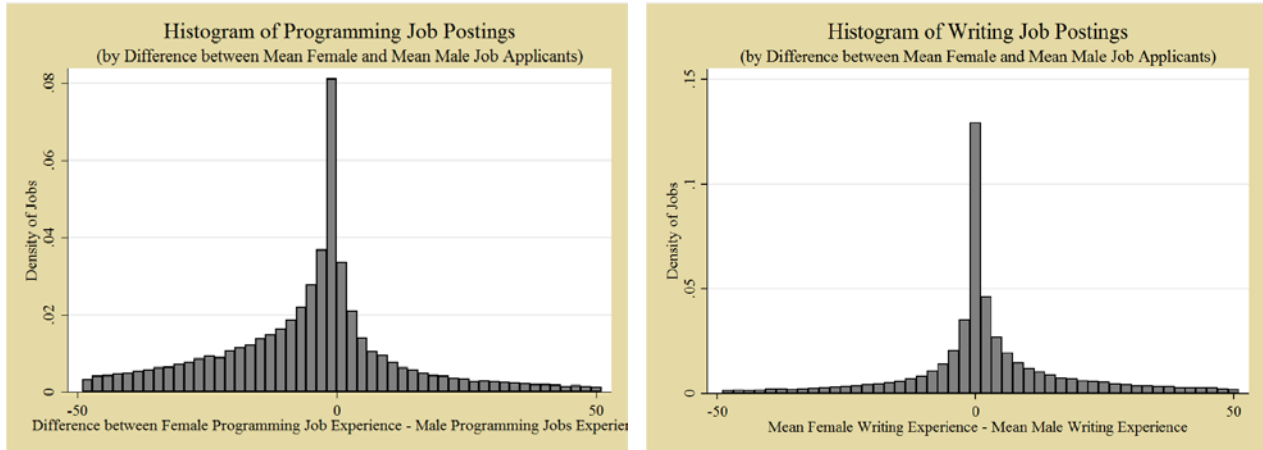 Histogram of Programming Job Postings
(by Difference between Mean Female and Mean Male Job Applicants)
.08
.06
.04
.02
0
Density of Jobs
-50
0
50
Difference between Female Programming Job Experience - Male Programming Jobs Experien
Histogram of Writing Job Postings
(by Difference between Mean Female and Mean Male Job Applicants)
.15
.1
.05
0
Density of Jobs
-50
0
50
Mean Female Writing Experience - Mean Male Writing Experience